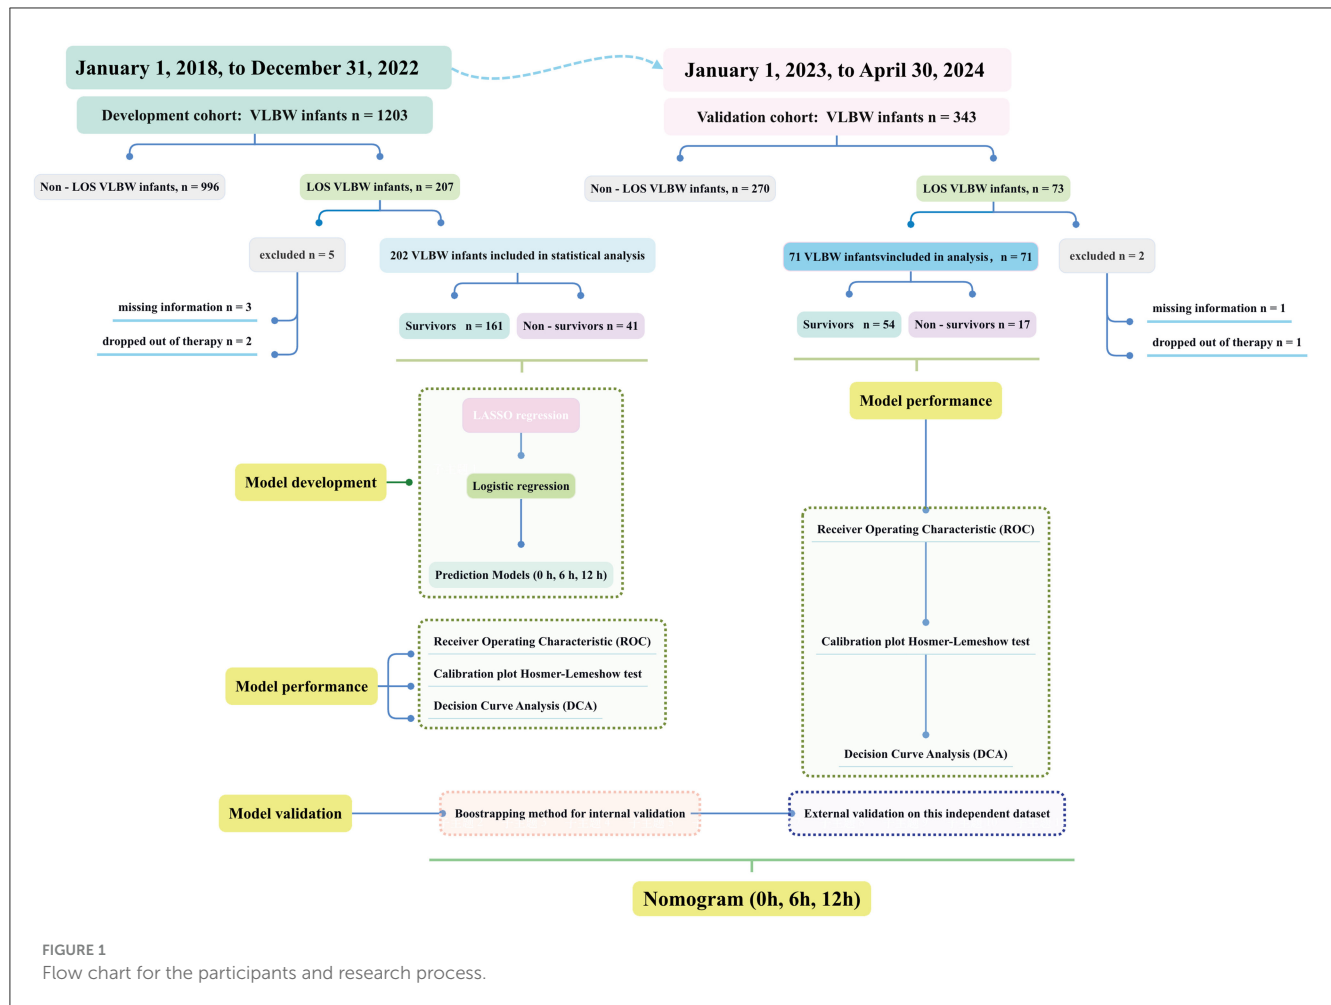 January 1, 2018, to December 31, 2022
January 1, 2023, to April 30, 2024
Development cohort: VLBW infants n = 1203
Validation cohort: VLBW infants n = 343
Non - LOS VLBW infants, n = 996
LOS VLBW infants, n = 207
Non - LOS VLBW infants, n = 270
LOS VLBW infants, n = 73
excluded n = 5
202 VLBW infants included in statistical analysis
71 VLBW infantsvincluded in analysis, n = 71
excluded n = 2
missing information n = 3
dropped out of therapy n = 2
Survivors n = 161
Non - survivors n = 41
Survivors n = 54
Non - survivors n = 17
missing information n = 1
dropped out of therapy n = 1
LASSO regression
Model development
Logistic regression
Prediction Models (0 h, 6 h, 12 h)
Model performance
Receiver Operating Characteristic (ROC)
Calibration plot Hosmer-Lemeshow test
Decision Curve Analysis (DCA)
Model performance
Receiver Operating Characteristic (ROC)
Calibration plot Hosmer-Lemeshow test
Decision Curve Analysis (DCA)
Model validation
Boostrapping method for internal validation
External validation on this independent dataset
Nomogram (0h, 6h, 12h)
FIGURE 1
Flow chart for the participants and research process.